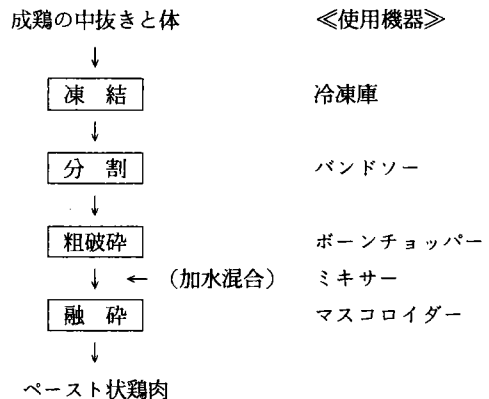 成鶏の中抜きと体 ≪使用機器≫
↓
凍 結 冷凍庫
↓
分 割 バンドソー
↓
粗破砕 ボーンチョッパー
↓ ← (加水混合) ミキサー
融 砕 マスコロイダー
↓
ペースト状鶏肉